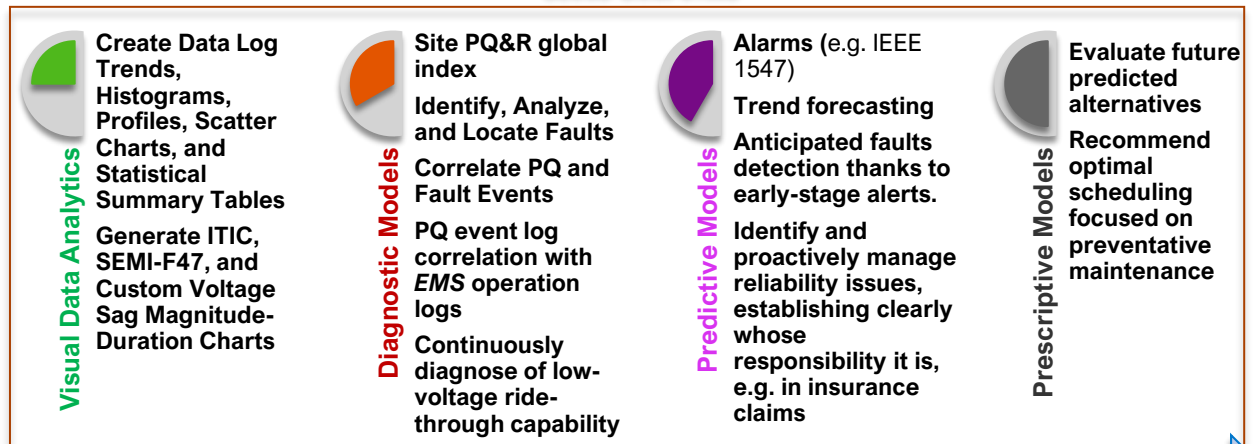 Visual Data Analytics
Create Data Log
Trends,
Histograms,
Profiles, Scatter
Charts, and
Statistical
Summary Tables
Generate ITIC,
SEMI-F47, and
Custom Voltage
Sag Magnitude-
Duration Charts
Diagnostic Models
Site PQ&R global
index
Identify, Analyze,
and Locate Faults
Correlate PQ and
Fault Events
PQ event log
correlation with
EMS operation
logs
Continuously
diagnose of low-
voltage ride-
through capability
Predictive Models
Alarms (e.g. IEEE
1547)
Trend forecasting
Anticipated faults
detection thanks to
early-stage alerts.
Identify and
proactively manage
reliability issues,
establishing clearly
whose
responsibility it is,
e.g. in insurance
claims
Prescriptive Models
Evaluate future
predicted
alternatives
Recommend
optimal
scheduling
focused on
preventative
maintenance